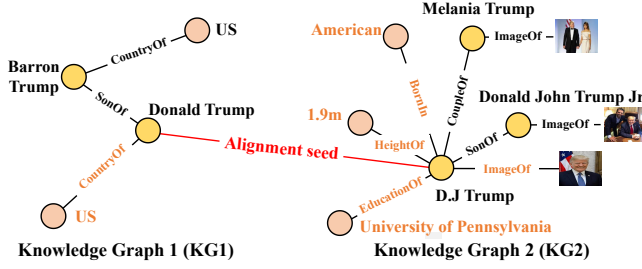 Melania Trump
American
US
CountryOf
ImageOf
Barron
Trump
BornIn
CoupleOf
SonOf
Donald Trump
1.9m
Donald John Trump Jr
HeightOf
SonOf
ImageOf
Alignment seed
CountryOf
ImageOf
EducationOf
D.J Trump
US
University of Pennsylvania
Knowledge Graph 1 (KG1)
Knowledge Graph 2 (KG2)